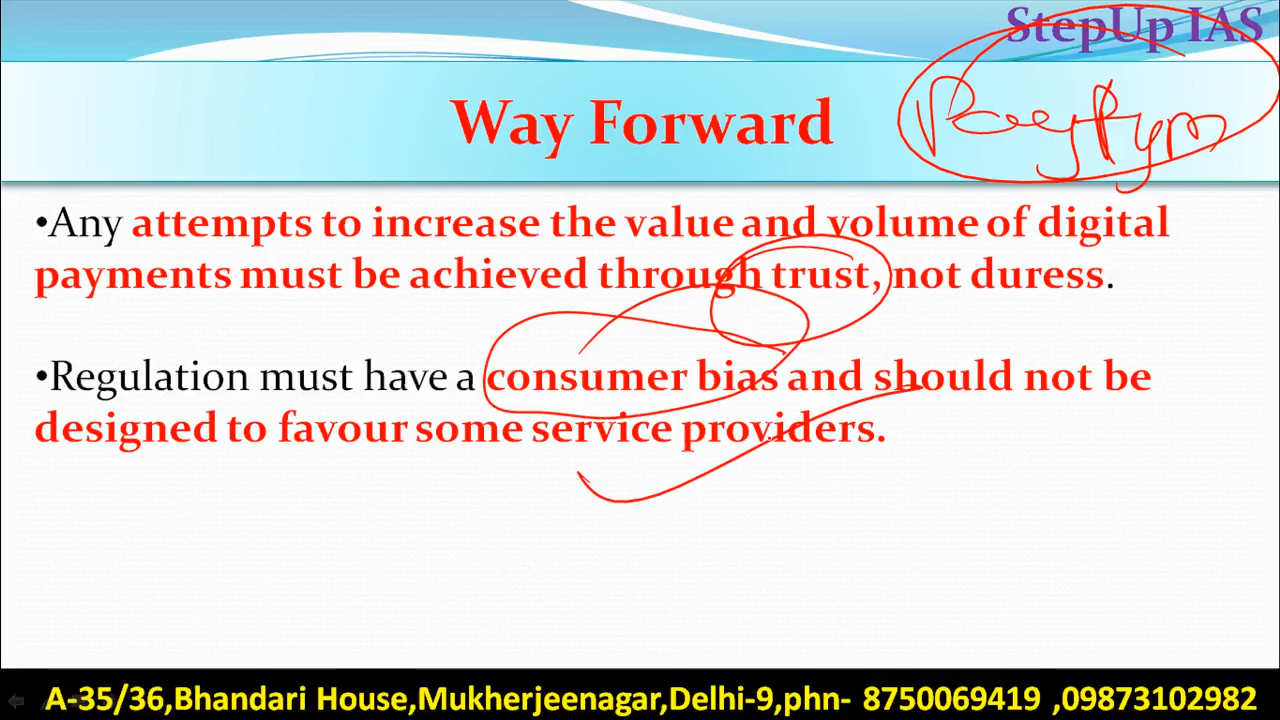 StepUp IAS
Way Forward
Paytym
•Any attempts to increase the value and volume of digital
payments must be achieved through trust, not duress.
•Regulation must have a consumer bias and should not be
designed to favour some service providers.
A-35/36,Bhandari House,Mukherjeenagar,Delhi-9,phn- 8750069419 ,09873102982